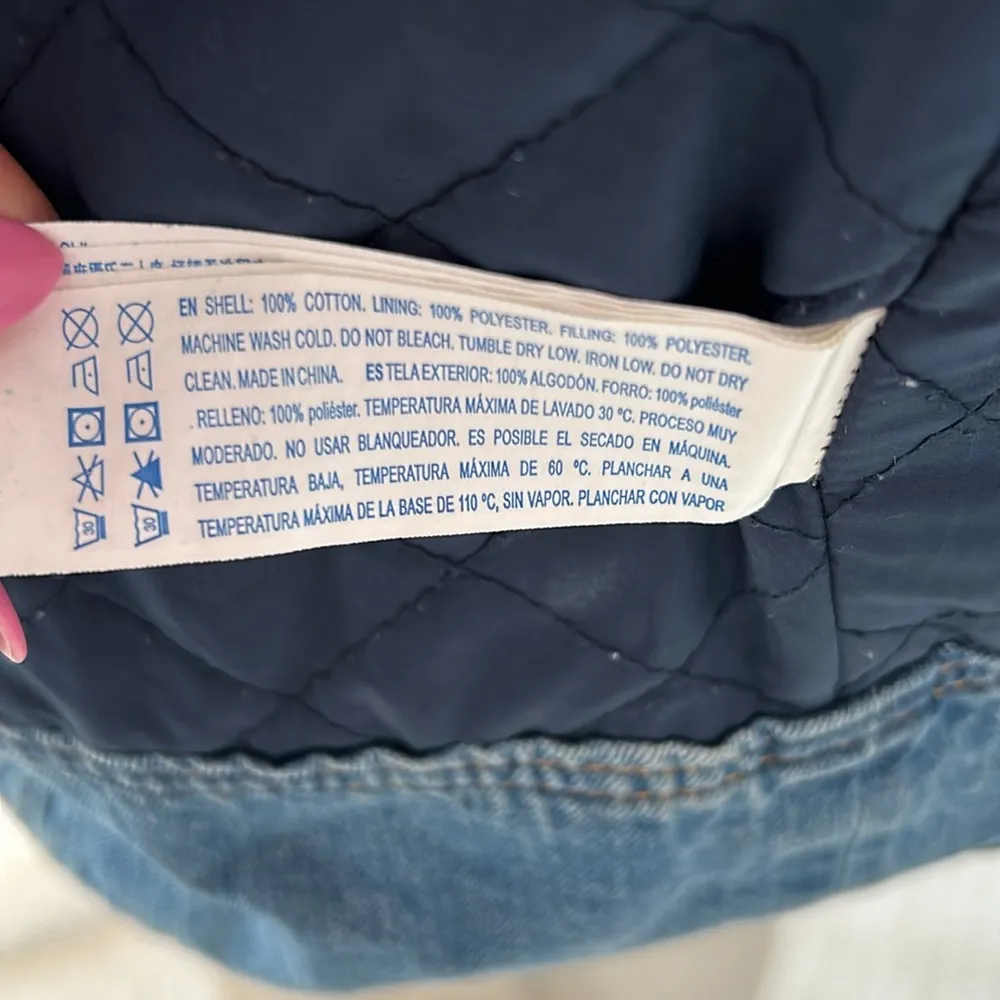 EN SHELL: 100% COTTON. LINING: 100% POLYESTER. FILLING: 100% POLYESTER.
MACHINE WASH COLD. DO NOT BLEACH. TUMBLE DRY LOW. IRON LOW. DO NOT DRY
CLEAN. MADE IN CHINA. ES TELA EXTERIOR: 100% ALGODÓN. FORRO: 100% poliéster
. RELLENO: 100% poliéster. TEMPERATURA MÁXIMA DE LAVADO 30 ºC. PROCESO MUY
MODERADO. NO USAR BLANQUEADOR. ES POSIBLE EL SECADO EN MÁQUINA.
TEMPERATURA BAJA, TEMPERATURA MÁXIMA DE 60 ºC. PLANCHAR A UNA
TEMPERATURA MÁXIMA DE LA BASE DE 110 ºC, SIN VAPOR. PLANCHAR CON VAPOR
30
30